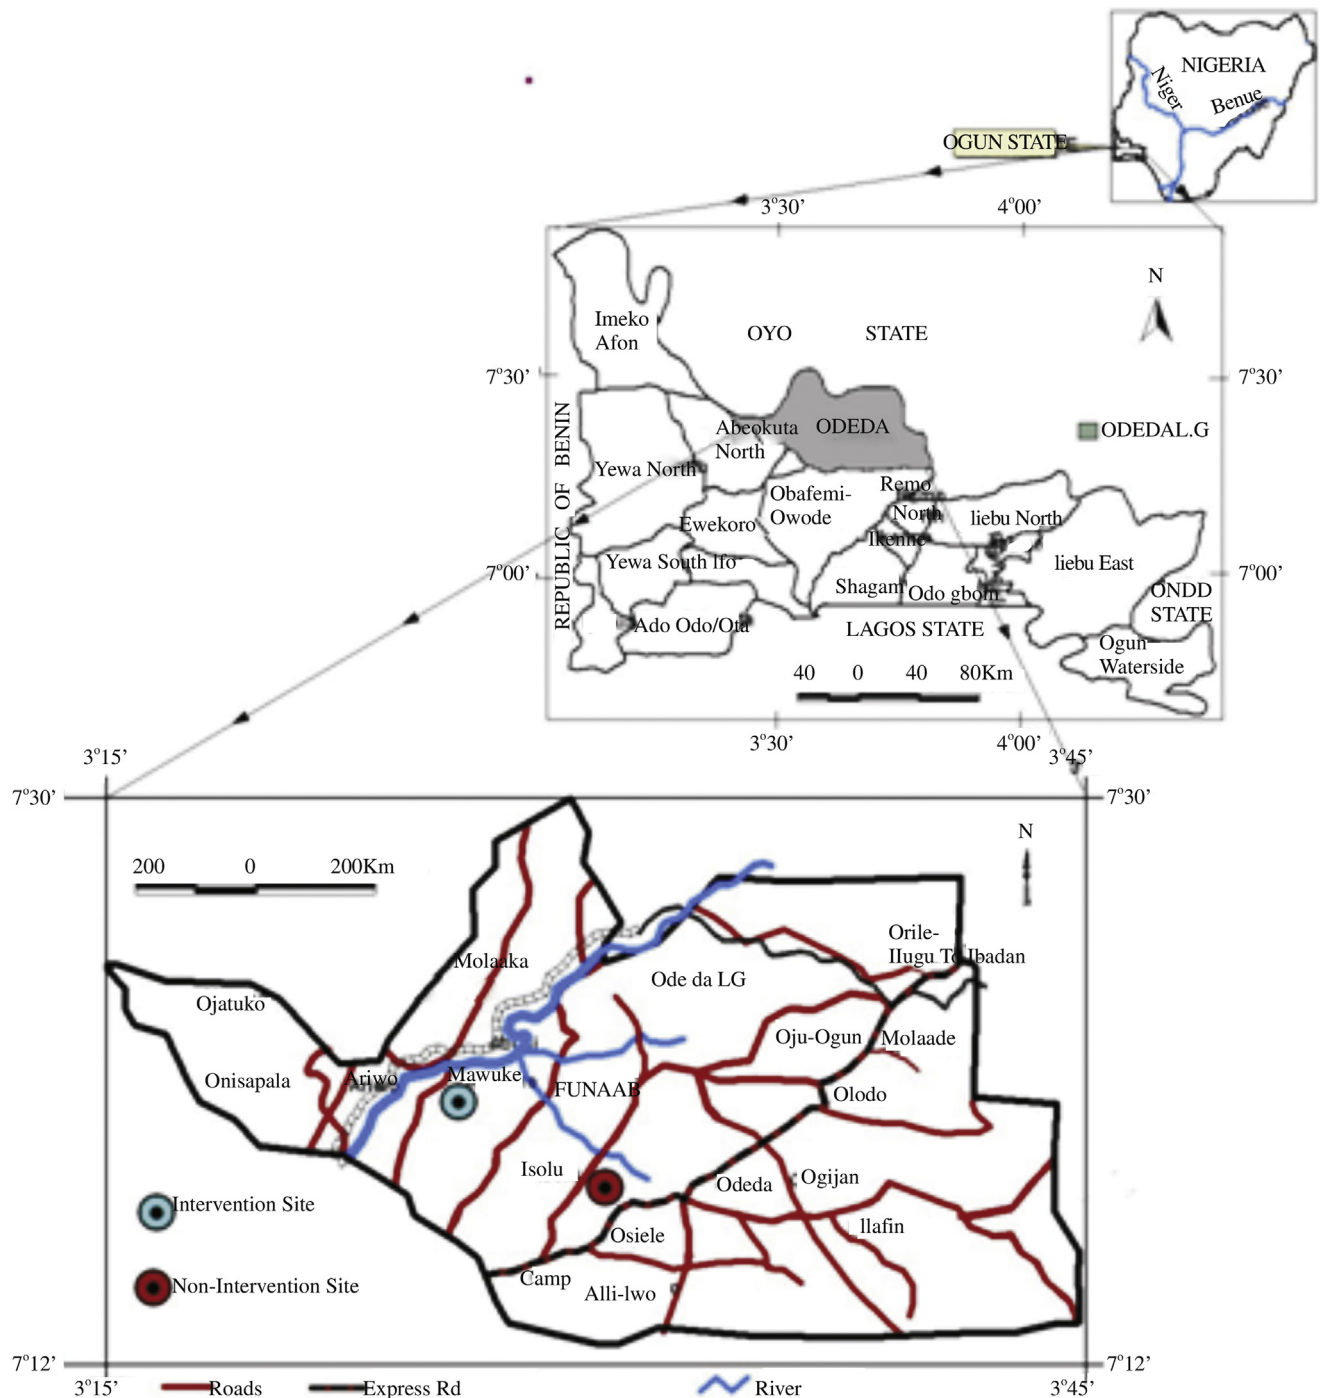 NIGERIA
Niger
Benue
OGUN STATE
3°30’ 4°00’
N
Imeko
Afon
OYO STATE
7°30’ 7°30’
REPUBLIC OF BENIN
Abeokuta
North
ODEDA
ODEDAL.G
Yewa North
Remo
North
Obafemi-
Owode
Ewekoro
liebu North
Ikenne
Yewa South lfo
liebu East
7°00’ 7°00’
Shagam
Odo gbolu
ONDD
STATE
Ado Odo/Ota
LAGOS STATE
Ogun
Waterside
40 0 40 80Km
3°30’ 4°00’
3°15’ 3°45’
7°30’ 7°30’
N
200 0 200Km
Orile-
IIugu To Ibadan
Molaaka
Ode da LG
Ojatuko
Oju-Ogun
Molaade
Onisapala
Ariwo
Mawuke
FUNAAB
Olodo
Isolu
Odeda
Ogijan
Intervention Site
Osiele
llafin
Non-Intervention Site
Camp
Alli-lwo
7°12’ 7°12’
3°15’ Roads Express Rd River 3°45’